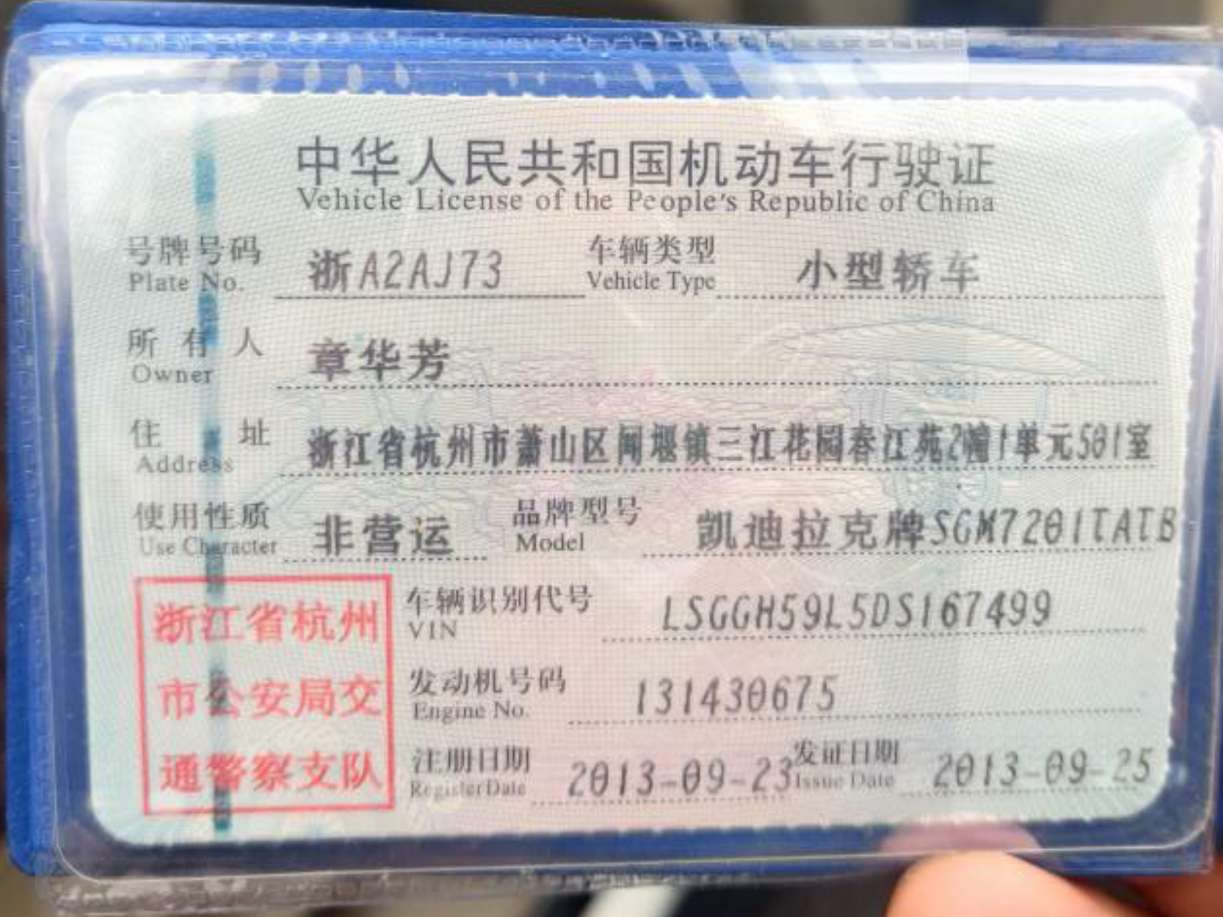 中华人民共和国机动车行驶证
Vehicle License of the People's Republic of China
号牌号码 浙A2AJ73 车辆类型 小型轿车
Plate No. Vehicle Type
所有人 章华芳
Owner
住址 浙江省杭州市萧山区闻堰镇三江花园春江苑2幢1单元501室
Address
使用性质 非营运 品牌型号 凯迪拉克牌SGM7201TATB
Use Character Model
浙江省杭州
市公安局交
通警察支队
车辆识别代号 LSGGH59L5DS167499
VIN
发动机号码 131430675
Engine No.
注册日期 2013-09-23 发证日期 2013-09-25
Register Date Issue Date